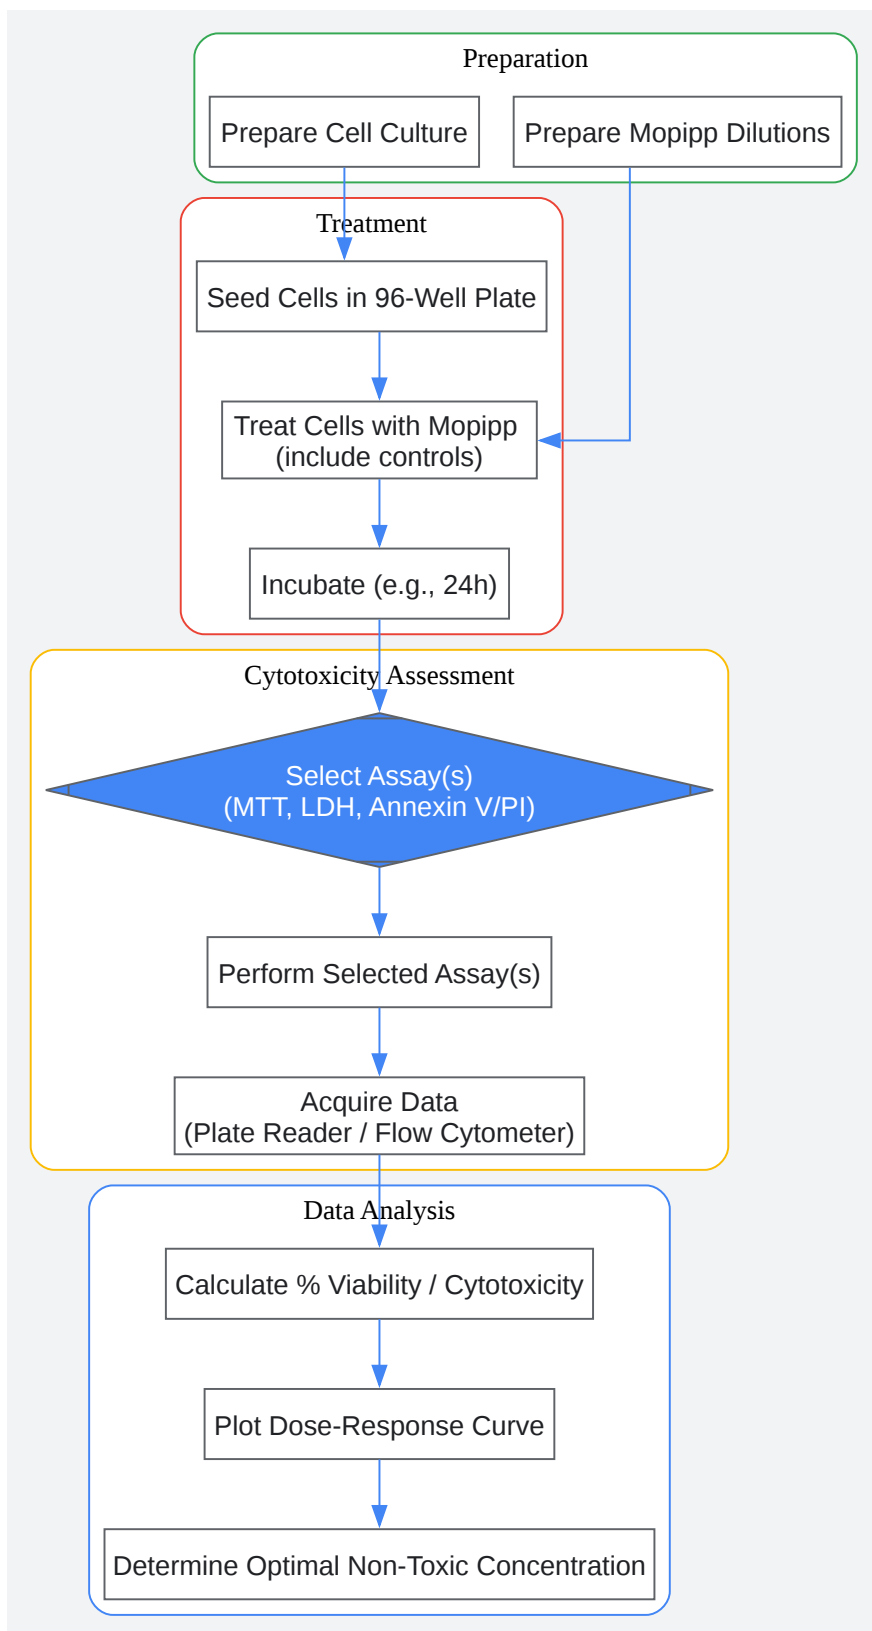 Preparation
Prepare Cell Culture
Prepare Mopipp Dilutions
Treatment
Seed Cells in 96-Well Plate
Treat Cells with Mopipp
(include controls)
Incubate (e.g., 24h)
Cytotoxicity Assessment
Select Assay(s)
(MTT, LDH, Annexin V/PI)
Perform Selected Assay(s)
Acquire Data
(Plate Reader / Flow Cytometer)
Data Analysis
Calculate % Viability / Cytotoxicity
Plot Dose-Response Curve
Determine Optimal Non-Toxic Concentration